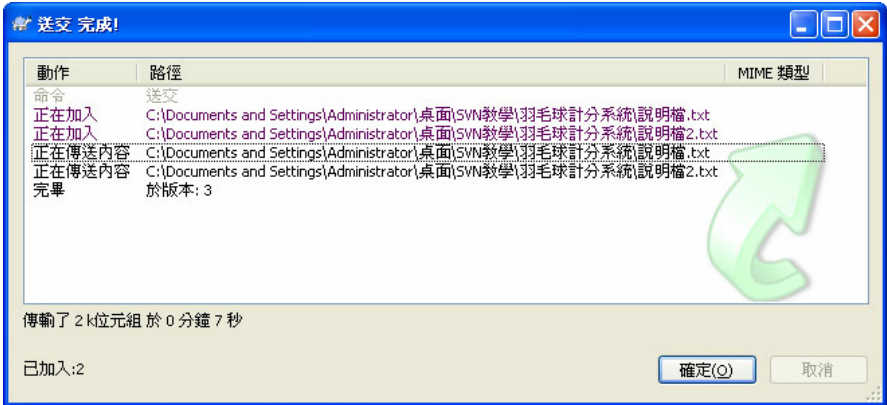 送交 完成!
動作 路徑 MIME 類型
命令 送交
正在加入 C:\Documents and Settings\Administrator\桌面\SVN教學\羽毛球計分系統\說明檔.txt
正在加入 C:\Documents and Settings\Administrator\桌面\SVN教學\羽毛球計分系統\說明檔2.txt
正在傳送內容 C:\Documents and Settings\Administrator\桌面\SVN教學\羽毛球計分系統\說明檔.txt
正在傳送內容 C:\Documents and Settings\Administrator\桌面\SVN教學\羽毛球計分系統\說明檔2.txt
完畢 於版本: 3
傳輸了 2 k位元組 於 0 分鐘 7 秒
已加入:2
確定(O) 取消